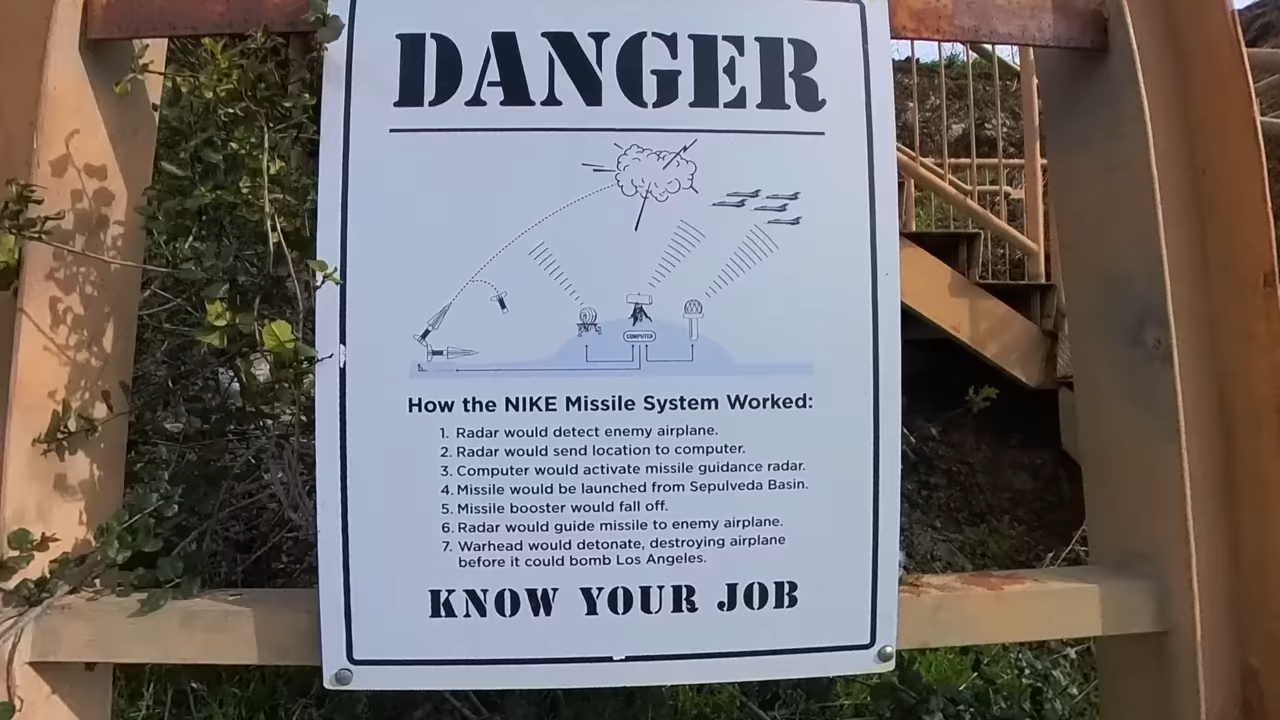 DANGER
COMPUTER
How the NIKE Missile System Worked:
1. Radar would detect enemy airplane.
2. Radar would send location to computer.
3. Computer would activate missile guidance radar.
4. Missile would be launched from Sepulveda Basin.
5. Missile booster would fall off.
6. Radar would guide missile to enemy airplane.
7. Warhead would detonate, destroying airplane
before it could bomb Los Angeles.
KNOW YOUR JOB